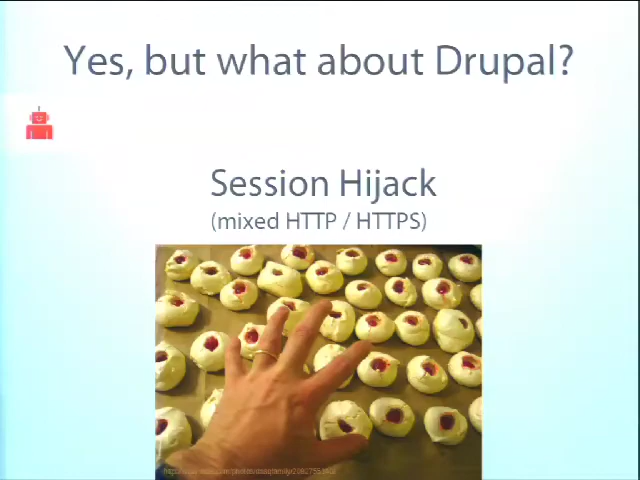 Yes, but what about Drupal?
Session Hijack
(mixed HTTP / HTTPS)